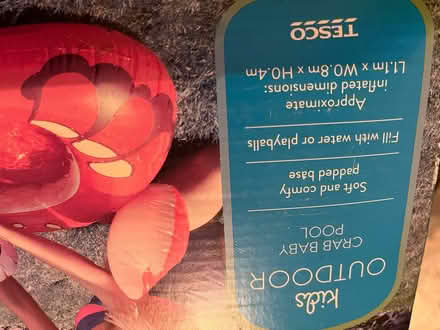 kids
OUTDOOR
CRAB BABY
POOL
Soft and comfy
padded base
Fill with water or playballs
Approximate
inflated dimensions:
L1.1m x W0.8m x H0.4m
TESCO